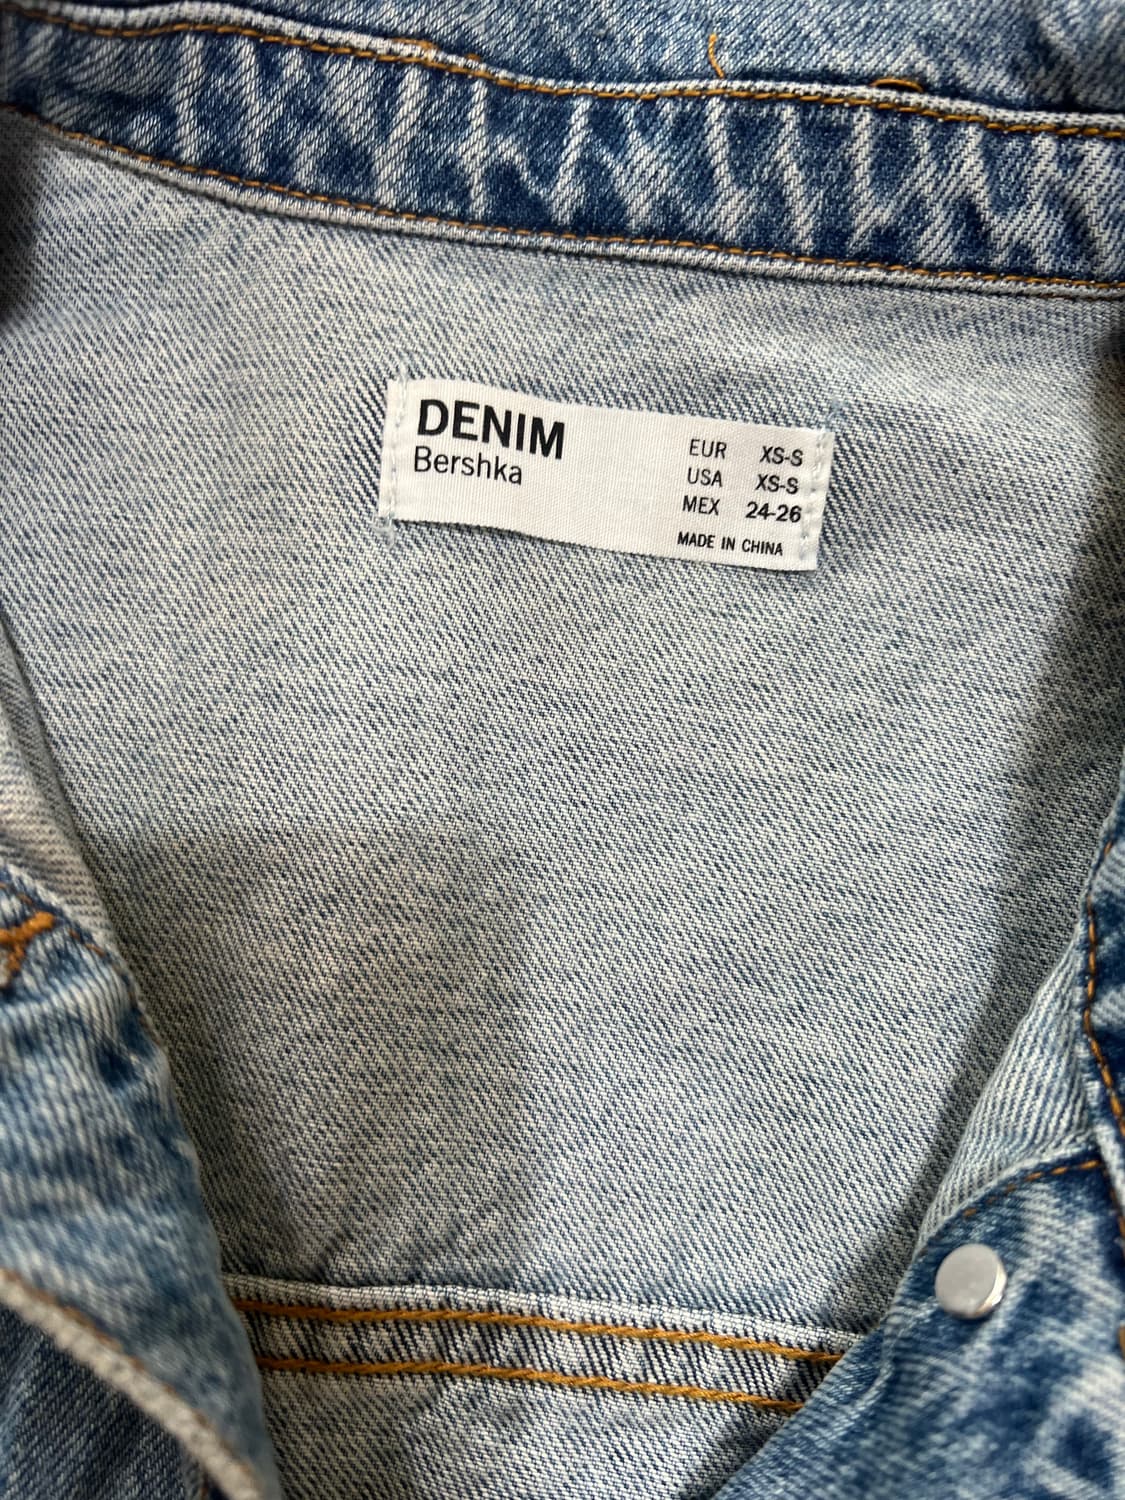 DENIM
Bershka
EUR XS-S
USA XS-S
MEX 24-26
MADE IN CHINA